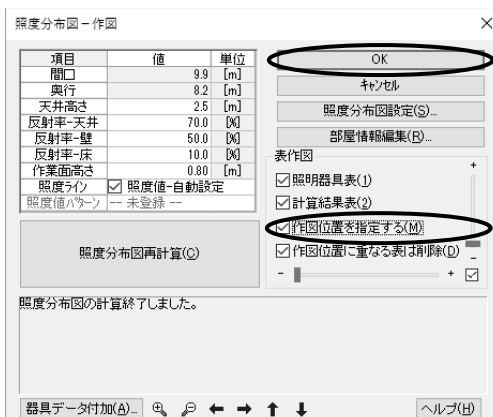 照度分布図－作図
項目 値 単位
間口 9.9 [m]
奥行 8.2 [m]
天井高さ 2.5 [m]
反射率-天井 70.0 [%]
反射率-壁 50.0 [%]
反射率-床 10.0 [%]
作業面高さ 0.80 [m]
照度ライン 照度値-自動設定
照度値パターン -- 未登録 --
照度分布図再計算(C)
OK
キャンセル
照度分布図設定(S)...
部屋情報編集(R)...
表作図
照明器具表(1)
計算結果表(2)
作図位置を指定する(M)
作図位置に重なる表は削除(D)
照度分布図の計算終了しました。
器具データ付加(A)...
ヘルプ(H)